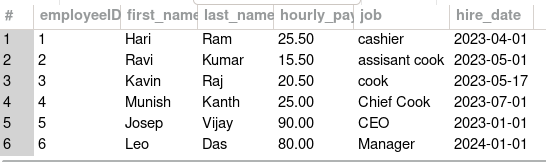 # employeeID first_name last_name hourly_pay job hire_date
1 1 Hari Ram 25.50 cashier 2023-04-01
2 2 Ravi Kumar 15.50 assisant cook 2023-05-01
3 3 Kavin Raj 20.50 cook 2023-05-17
4 4 Munish Kanth 25.00 Chief Cook 2023-07-01
5 5 Josep Vijay 90.00 CEO 2023-01-01
6 6 Leo Das 80.00 Manager 2024-01-01